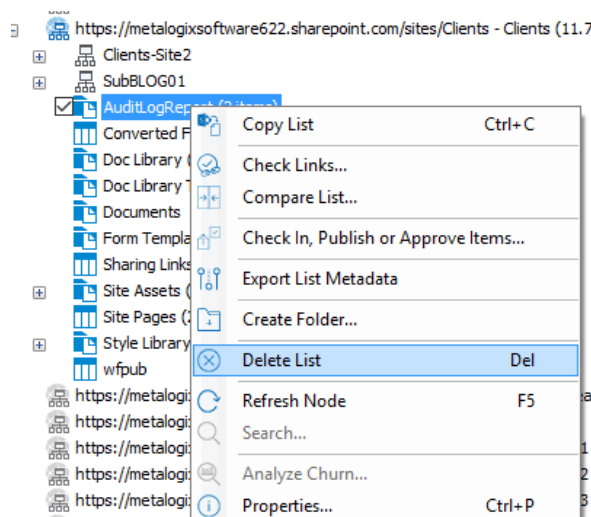 https://metalogixsoftware622.sharepoint.com/sites/Clients - Clients (11.7
Clients-Site2
SubBLOG01
AuditLogReport (2 items)
Converted F
Doc Library (
Doc Library T
Documents
Form Templa
Sharing Links
Site Assets (
Site Pages (2
Style Library
wfpub
https://metalogi
https://metalogi
https://metalogi
https://metalogi
https://metalogi
Copy List Ctrl+C
Check Links...
Compare List...
Check In, Publish or Approve Items...
Export List Metadata
Create Folder...
Delete List Del
Refresh Node F5
Search...
Analyze Churn...
Properties... Ctrl+P
1
2
3